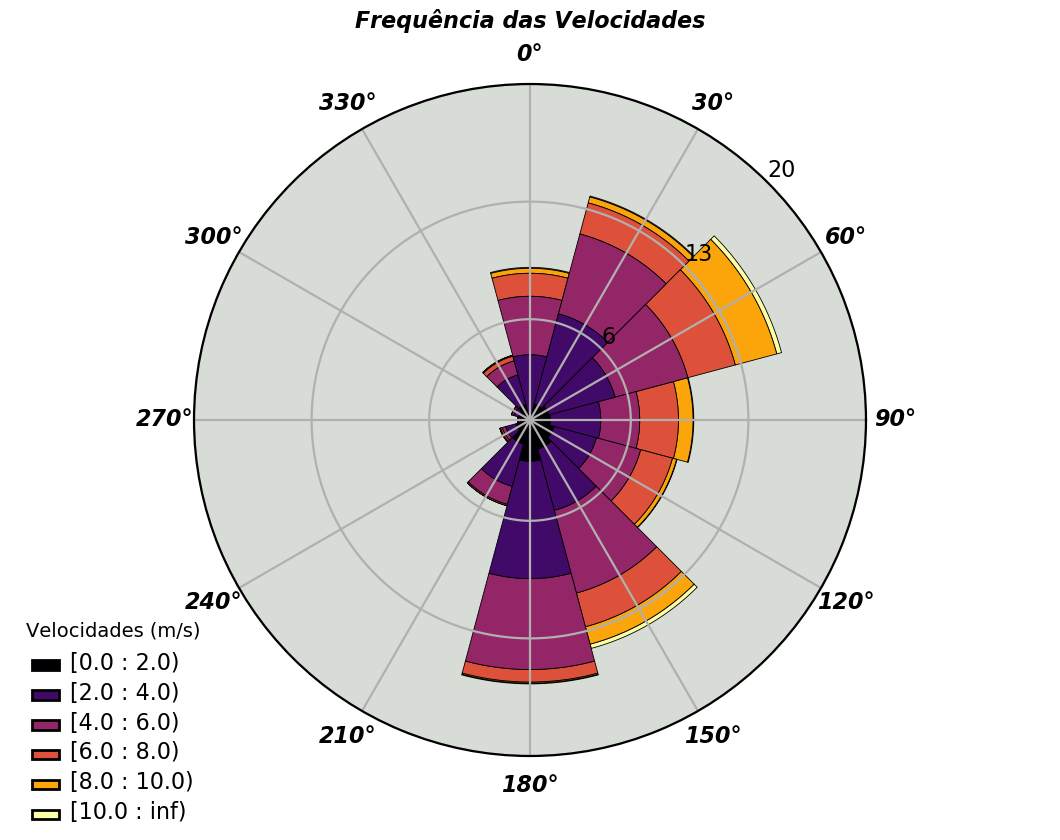 Frequência das Velocidades
0°
330°
30°
20
300°
60°
13
6
270°
90°
240°
120°
210°
150°
180°
Velocidades (m/s)
[0.0 : 2.0)
[2.0 : 4.0)
[4.0 : 6.0)
[6.0 : 8.0)
[8.0 : 10.0)
[10.0 : inf)